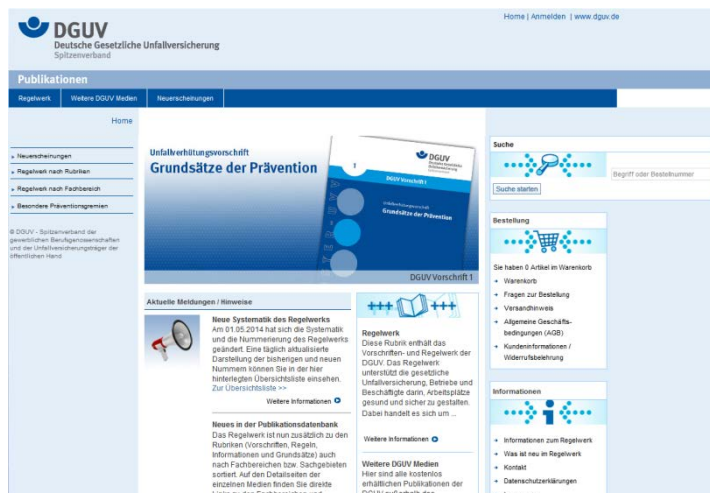 Home | Anmelden | www.dguv.de
DGUV
Deutsche Gesetzliche Unfallversicherung
Spitzenverband
Publikationen
Regelwerk
Weitere DGUV Medien
Neuerscheinungen
Home
Neuerscheinungen
Regelwerk nach Rubriken
Regelwerk nach Fachbereich
Besondere Präventionsgremien
© DGUV - Spitzenverband der
gewerblichen Berufsgenossenschaften
und der Unfallversicherungsträger der
öffentlichen Hand
Unfallverhütungsvorschrift
Grundsätze der Prävention
1
DGUV
DGUV Vorschrift 1
Unfallverhütungsvorschrift
Grundsätze der Prävention
DGUV Vorschrift 1
Aktuelle Meldungen / Hinweise
Neue Systematik des Regelwerks
Am 01.05.2014 hat sich die Systematik
und die Nummerierung des Regelwerks
geändert. Eine täglich aktualisierte
Darstellung der bisherigen und neuen
Nummern können Sie in der hier
hinterlegten Übersichtsliste einsehen.
Zur Übersichtsliste >>
Weitere Informationen
Neues in der Publikationsdatenbank
Das Regelwerk ist nun zusätzlich zu den
Rubriken (Vorschriften, Regeln,
Informationen und Grundsätze) auch
nach Fachbereichen bzw. Sachgebieten
sortiert. Auf den Detailseiten der
einzelnen Medien finden Sie direkte
Regelwerk
Diese Rubrik enthält das
Vorschriften- und Regelwerk der
DGUV. Das Regelwerk
unterstützt die gesetzliche
Unfallversicherung, Betriebe und
Beschäftigte darin, Arbeitsplätze
gesund und sicher zu gestalten.
Dabei handelt es sich um ...
Weitere Informationen
Weitere DGUV Medien
Hier sind alle kostenlos
erhältlichen Publikationen der
Suche
Begriff oder Bestellnummer
Suche starten
Bestellung
Sie haben 0 Artikel im Warenkorb
Warenkorb
Fragen zur Bestellung
Versandhinweis
Allgemeine Geschäfts-
bedingungen (AGB)
Kundeninformationen /
Widerrufsbelehrung
Informationen
Informationen zum Regelwerk
Was ist neu im Regelwerk
Kontakt
Datenschutzerklärungen